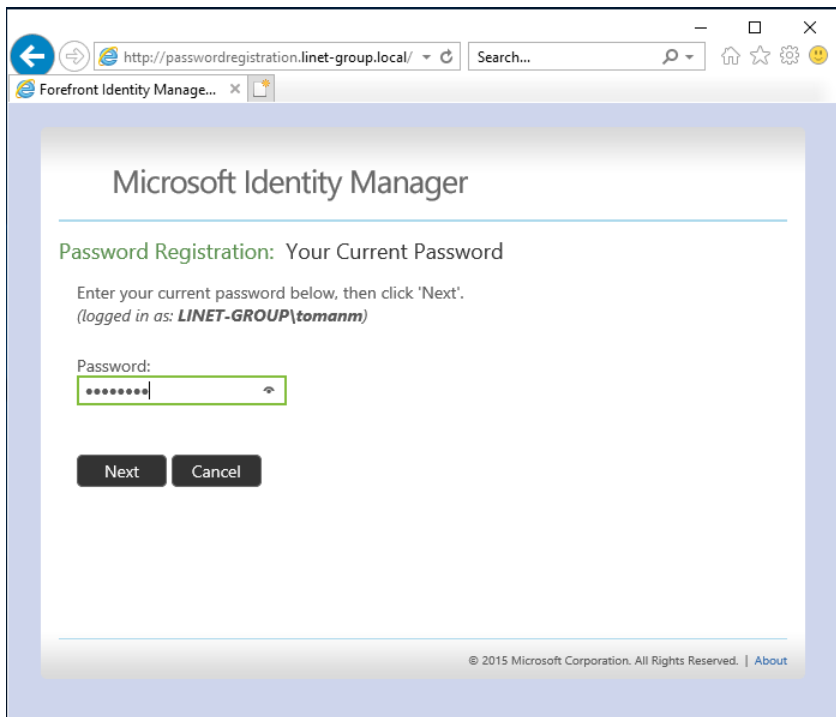 http://passwordregistration.linet-group.local/
Search...
Forefront Identity Manage...
Microsoft Identity Manager
Password Registration: Your Current Password
Enter your current password below, then click 'Next'.
(logged in as: LINET-GROUP\tomanm)
Password:
••••••••
Next Cancel
© 2015 Microsoft Corporation. All Rights Reserved. | About